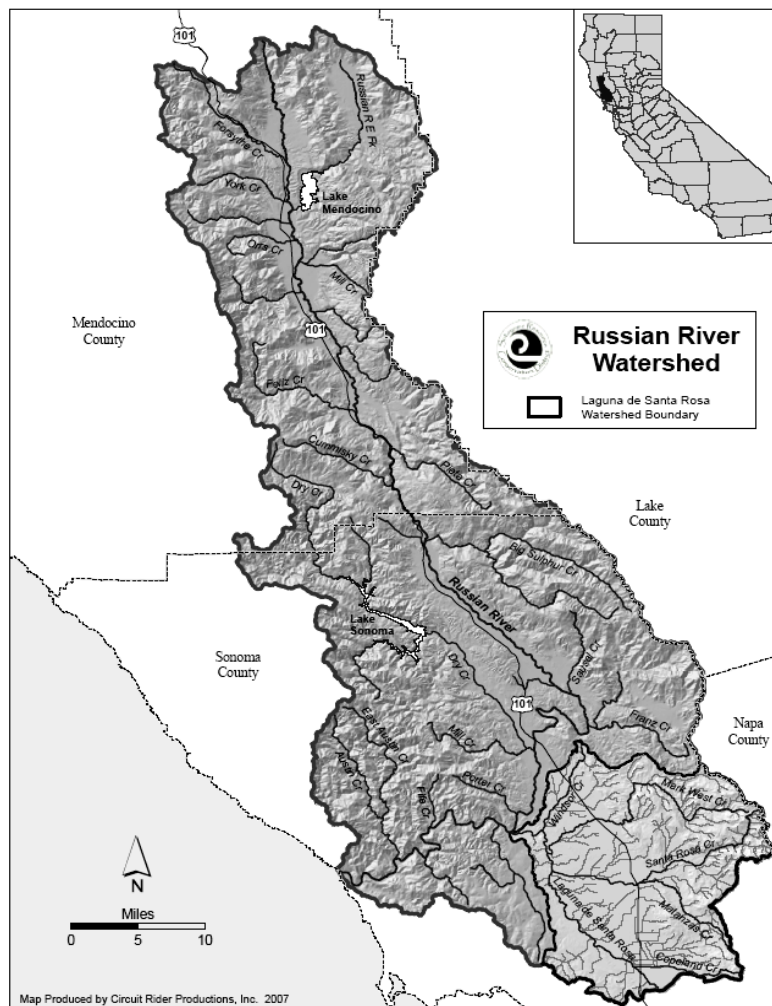 101
Russian R E Fk
Forsythe Cr
York Cr
Lake
Mendocino
Orrs Cr
Mill Cr
Mendocino
County
101
Russian River
Watershed
Laguna de Santa Rosa
Watershed Boundary
Feliz Cr
Cummisky Cr
Pieta Cr
Dry Cr
Lake
County
Big Sulphur Cr
Russian River
Lake
Sonoma
Sonoma
County
Dry Cr
Sausal Cr
101
Napa
County
Franz Cr
East Austin Cr
Austin Cr
Mill Cr
Porter Cr
Fife Cr
Windsor Cr
Mark West Cr
Santa Rosa Cr
Laguna de Santa Rosa
Matanzas Cr
Copeland Cr
N
Miles
0 5 10
Map Produced by Circuit Rider Productions, Inc. 2007